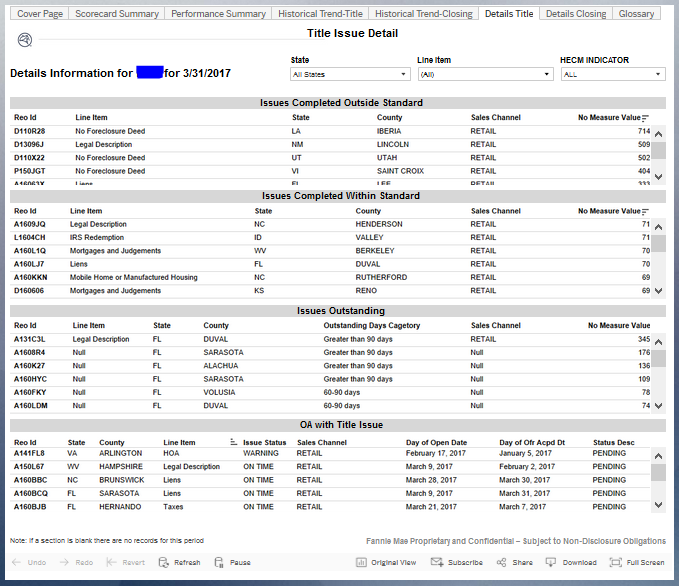 Cover Page Scorecard Summary Performance Summary Historical Trend-Title Historical Trend-Closing Details Title Details Closing Glossary
Title Issue Detail
State Line Item HECM INDICATOR
Details Information for for 3/31/2017 All States (All) ALL
Issues Completed Outside Standard
Reo Id Line Item State County Sales Channel No Measure Value
D110R28 No Foreclosure Deed LA IBERIA RETAIL 714
D13096J Legal Description NM LINCOLN RETAIL 509
D110X22 No Foreclosure Deed UT UTAH RETAIL 502
P150JGT No Foreclosure Deed VI SAINT CROIX RETAIL 404
A16063X Liens FL LEE RETAIL 333
Issues Completed Within Standard
Reo Id Line Item State County Sales Channel No Measure Value
A1609JQ Legal Description NC HENDERSON RETAIL 71
L1604CH IRS Redemption ID VALLEY RETAIL 71
A160L1Q Mortgages and Judgements WV BERKELEY RETAIL 70
A160LJ7 Liens FL DUVAL RETAIL 70
A160KKN Mobile Home or Manufactured Housing NC RUTHERFORD RETAIL 69
D160606 Mortgages and Judgements KS RENO RETAIL 69
Issues Outstanding
Reo Id Line Item State County Outstanding Days Cagetory Sales Channel No Measure Value
A131C3L Legal Description FL DUVAL Greater than 90 days RETAIL 345
A1608R4 Null FL SARASOTA Greater than 90 days Null 176
A160K27 Null FL ALACHUA Greater than 90 days Null 136
A160HYC Null FL SARASOTA Greater than 90 days Null 109
A160FKY Null FL VOLUSIA 60-90 days Null 78
A160LDM Null FL DUVAL 60-90 days Null 74
OA with Title Issue
Reo Id State County Line Item Issue Status Sales Channel Day of Open Date Day of Ofr Acpd Dt Status Desc
A141FL8 VA ARLINGTON HOA WARNING RETAIL February 17, 2017 January 5, 2017 PENDING
A150L67 WV HAMPSHIRE Legal Description ON TIME RETAIL March 9, 2017 February 2, 2017 PENDING
A160BBC NC BRUNSWICK Liens ON TIME RETAIL March 28, 2017 March 30, 2017 PENDING
A160BCQ FL SARASOTA Liens ON TIME RETAIL March 9, 2017 March 31, 2017 PENDING
A160BJB FL HERNANDO Taxes ON TIME RETAIL March 21, 2017 March 7, 2017 PENDING
Note: If a section is blank there are no records for this period Fannie Mae Proprietary and Confidential – Subject to Non-Disclosure Obligations
Undo Redo Revert Refresh Pause Original View Subscribe Share Download Full Screen